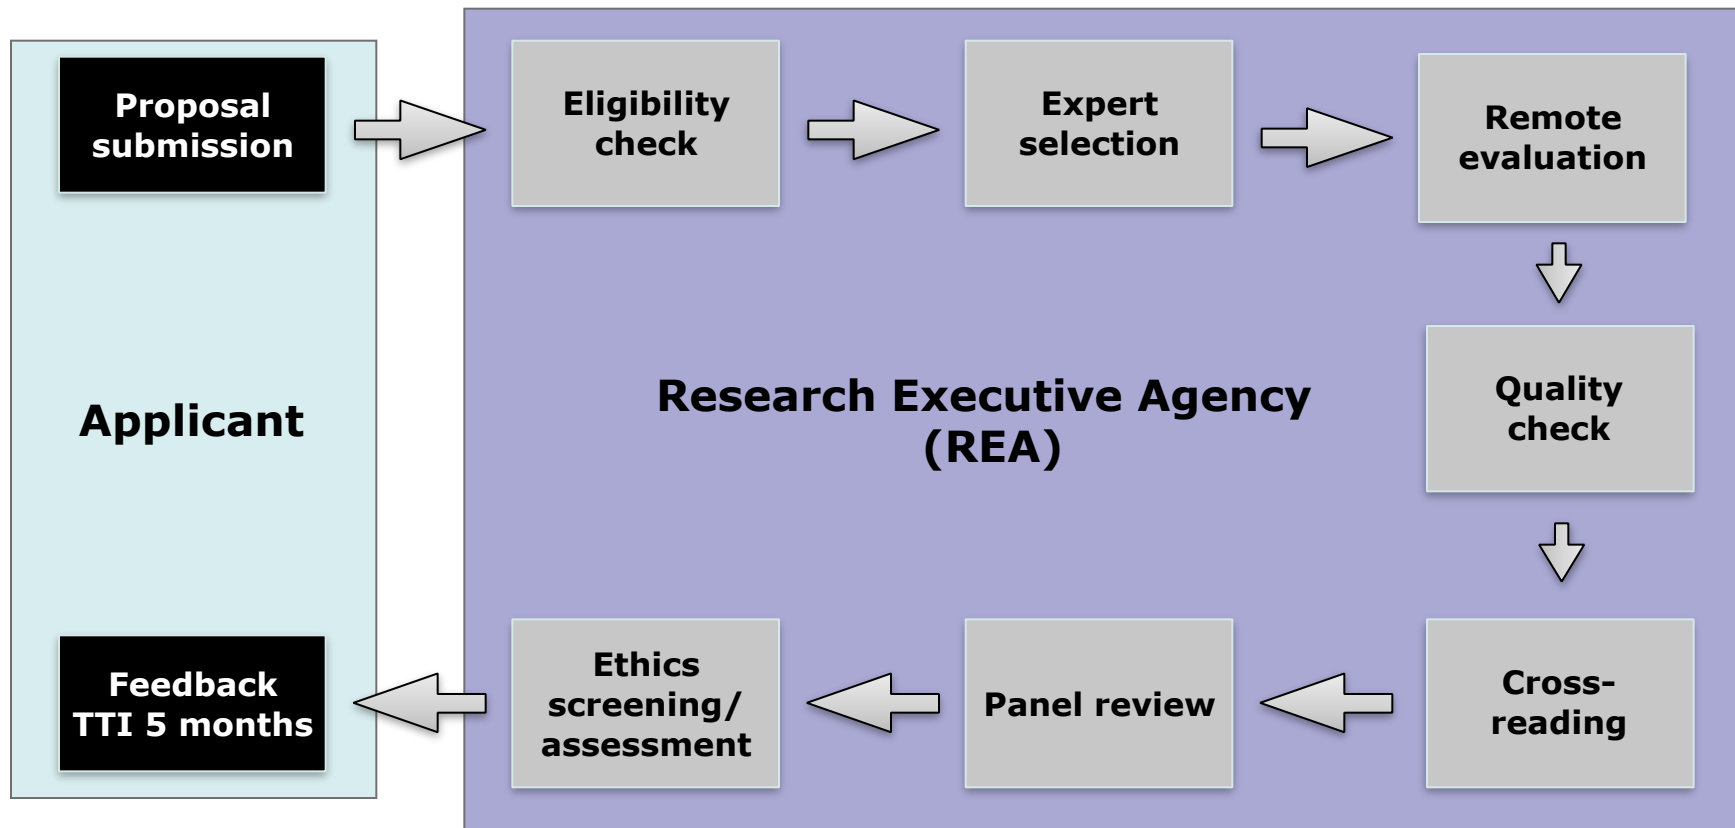 Proposal
submission
Eligibility
check
Expert
selection
Remote
evaluation
Applicant
Research Executive Agency
(REA)
Quality
check
Feedback
TTI 5 months
Ethics
screening/
assessment
Panel review
Cross-
reading